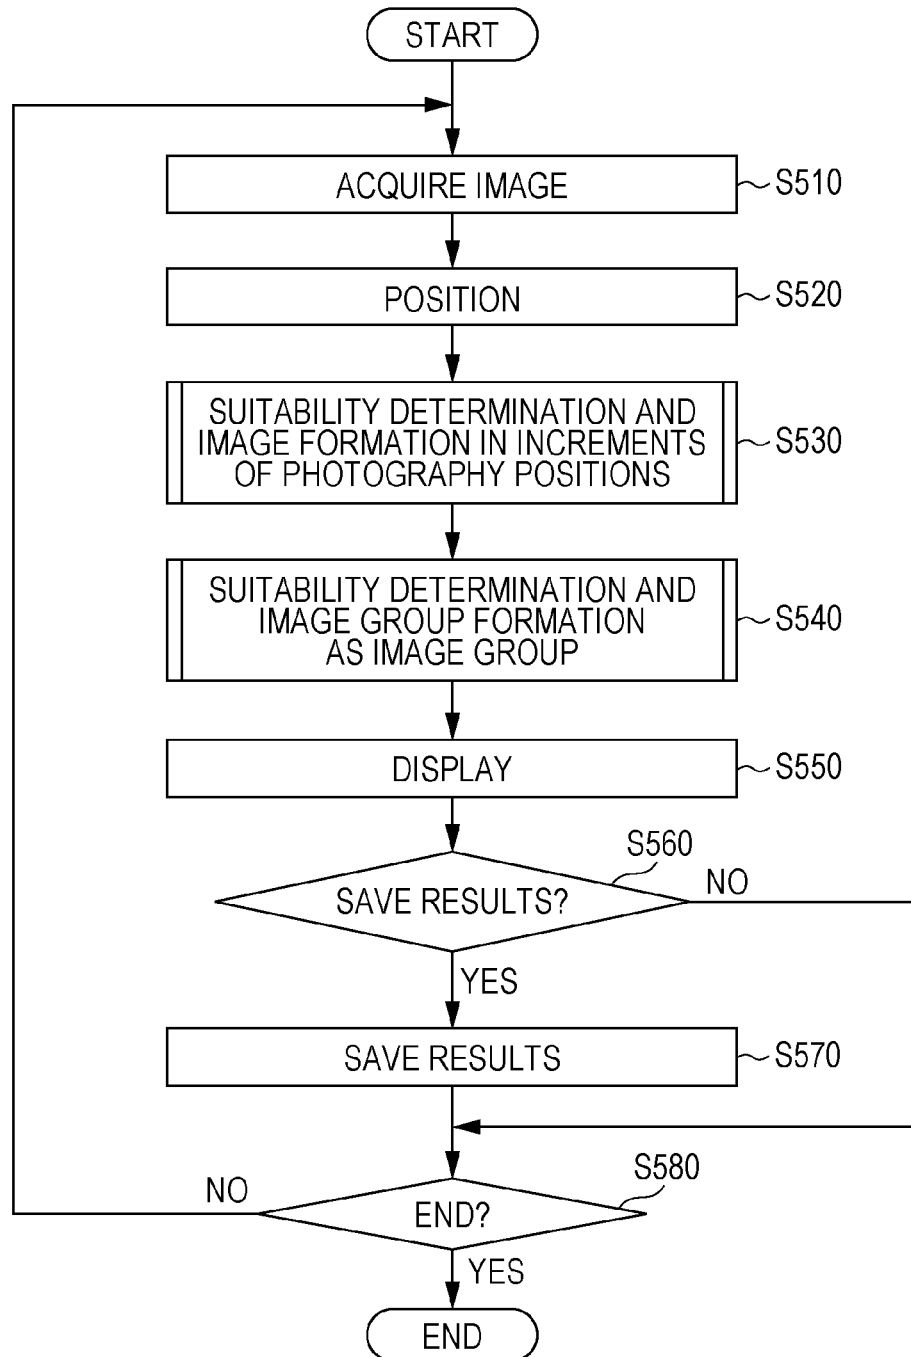 START
ACQUIRE IMAGE
S510
POSITION
S520
SUITABILITY DETERMINATION AND
IMAGE FORMATION IN INCREMENTS
OF PHOTOGRAPHY POSITIONS
S530
SUITABILITY DETERMINATION AND
IMAGE GROUP FORMATION
AS IMAGE GROUP
S540
DISPLAY
S550
S560
SAVE RESULTS?
NO
YES
SAVE RESULTS
S570
S580
NO
END?
YES
END